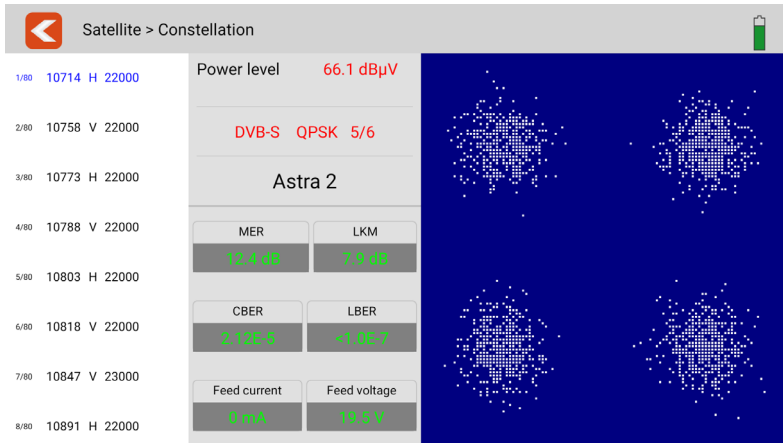 Satellite > Constellation
1/80 10714 H 22000
2/80 10758 V 22000
3/80 10773 H 22000
4/80 10788 V 22000
5/80 10803 H 22000
6/80 10818 V 22000
7/80 10847 V 23000
8/80 10891 H 22000
Power level 66.1 dBµV
DVB-S QPSK 5/6
Astra 2
MER LKM
12.4 dB 7.9 dB
CBER LBER
2.12E-5 <1.0E-7
Feed current Feed voltage
0 mA 19.5 V